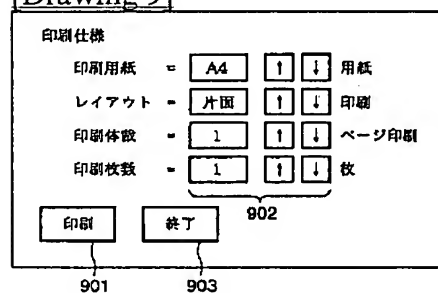 [Drawing 9]
印刷仕様
印刷用紙 = A4 ↑ ↓ 用紙
レイアウト = 片面 ↑ ↓ 印刷
印刷体裁 = 1 ↑ ↓ ページ印刷
印刷枚数 = 1 ↑ ↓ 枚
印刷 終了 902
901 903